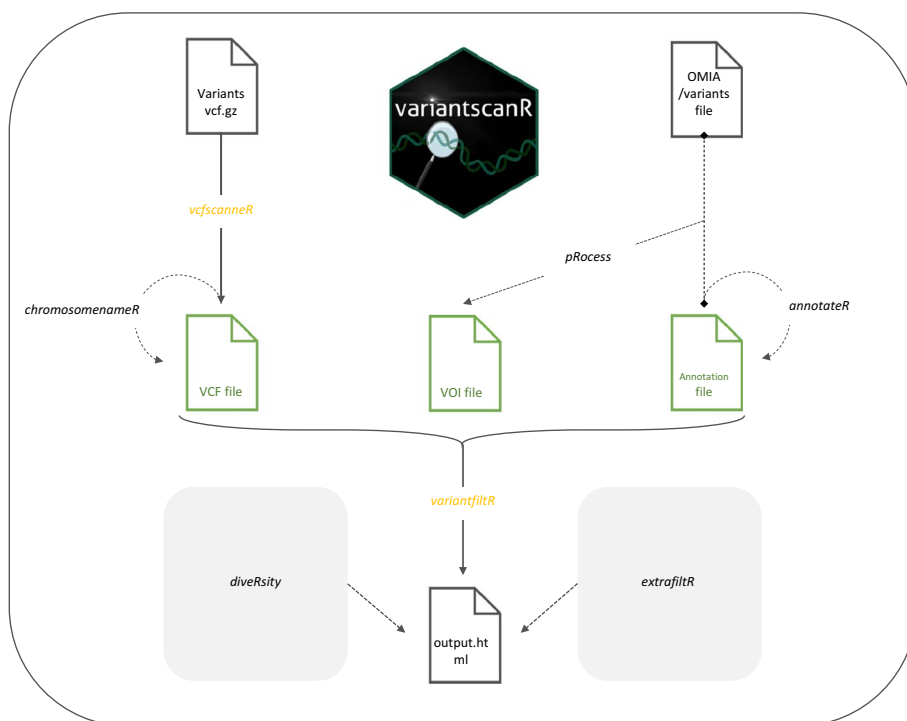 Variants
vcf.gz
OMIA
/variants
file
variantscanR
vcfscanneR
pRocess
chromosomenameR
annotateR
VCF file
VOI file
Annotation
file
variantfiltR
diveRsity
extrafiltR
output.ht
ml